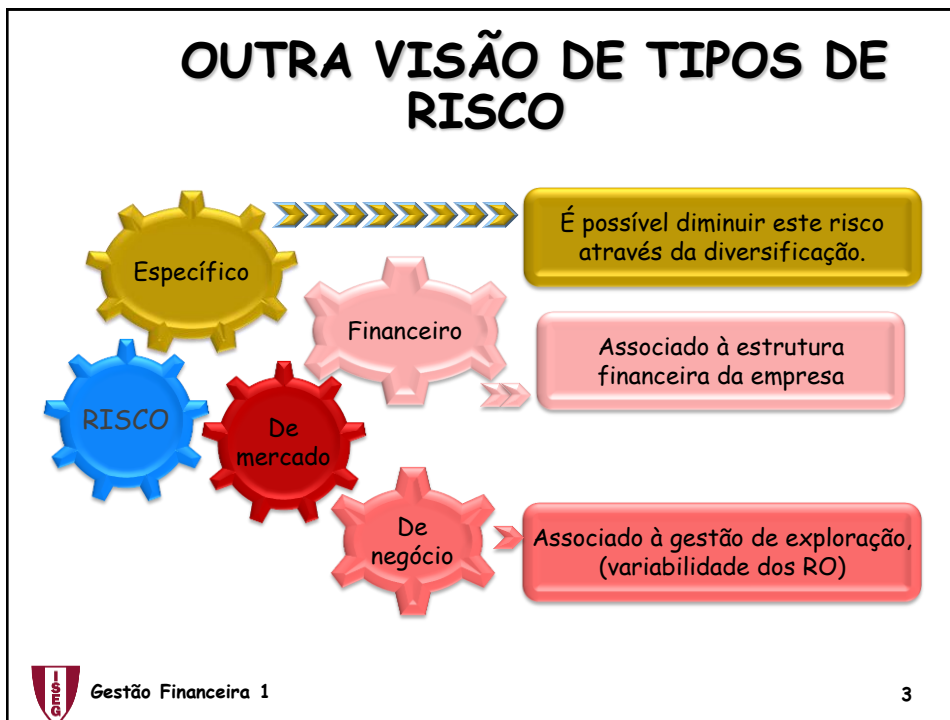 OUTRA VISÃO DE TIPOS DE
RISCO
Específico
É possível diminuir este risco
através da diversificação.
Financeiro
Associado à estrutura
financeira da empresa
RISCO
De
mercado
De
negócio
Associado à gestão de exploração,
(variabilidade dos RO)
ISEG
Gestão Financeira 1
3